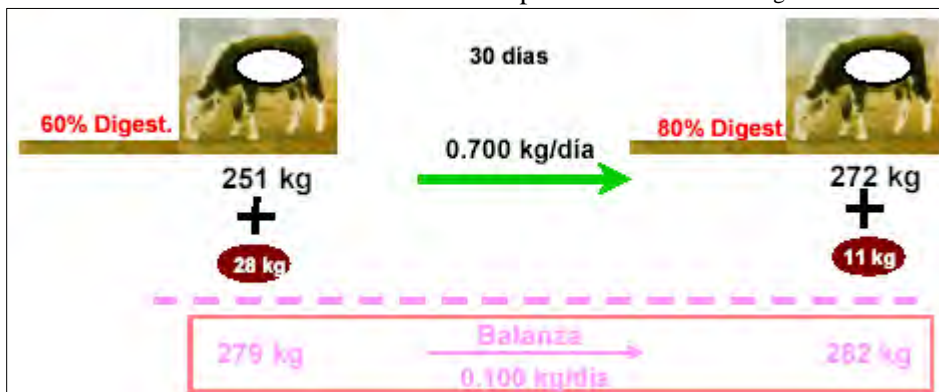 30 días
60% Digest.
80% Digest.
0.700 kg/día
251 kg
272 kg
+
+
28 kg
11 kg
279 kg
Balanza
282 kg
0.100 kg/día